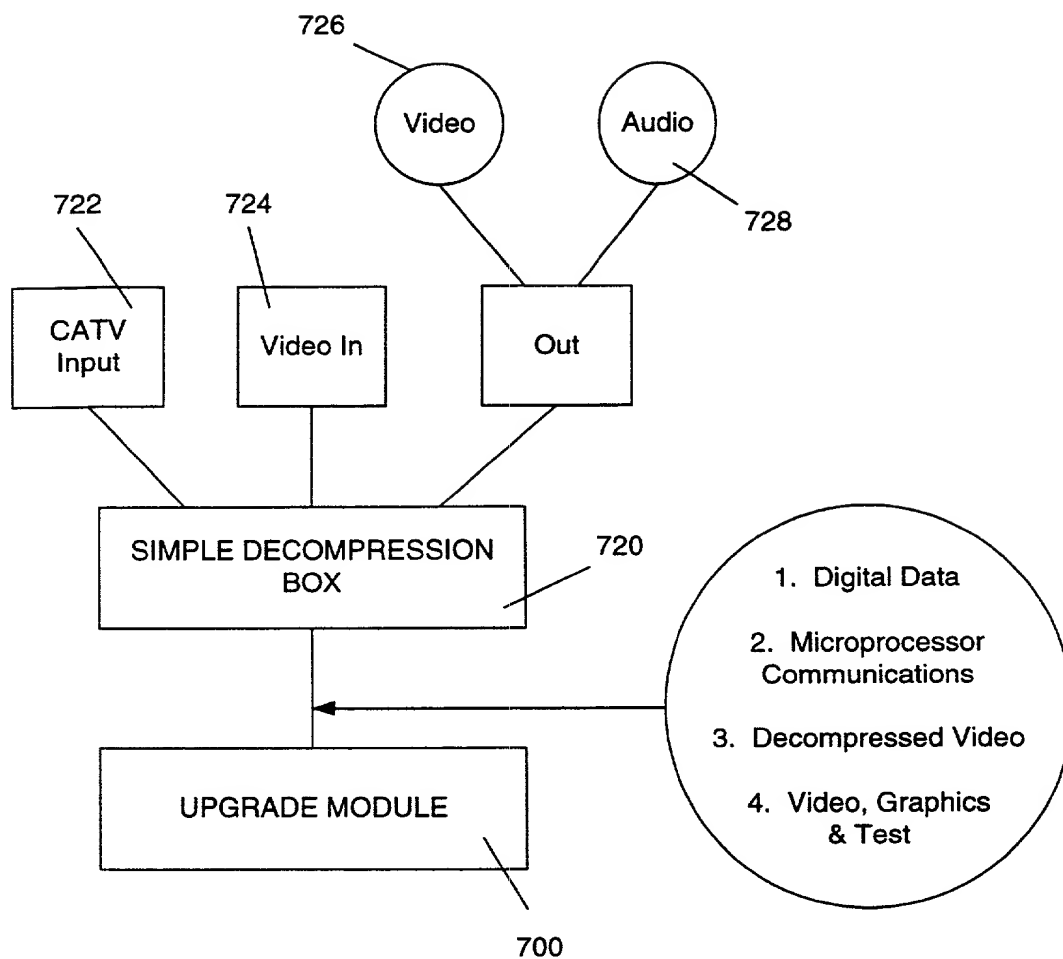 726
Video
Audio
728
722
724
CATV
Input
Video In
Out
SIMPLE DECOMPRESSION
BOX
720
1. Digital Data
2. Microprocessor
Communications
3. Decompressed Video
4. Video, Graphics
& Test
UPGRADE MODULE
700